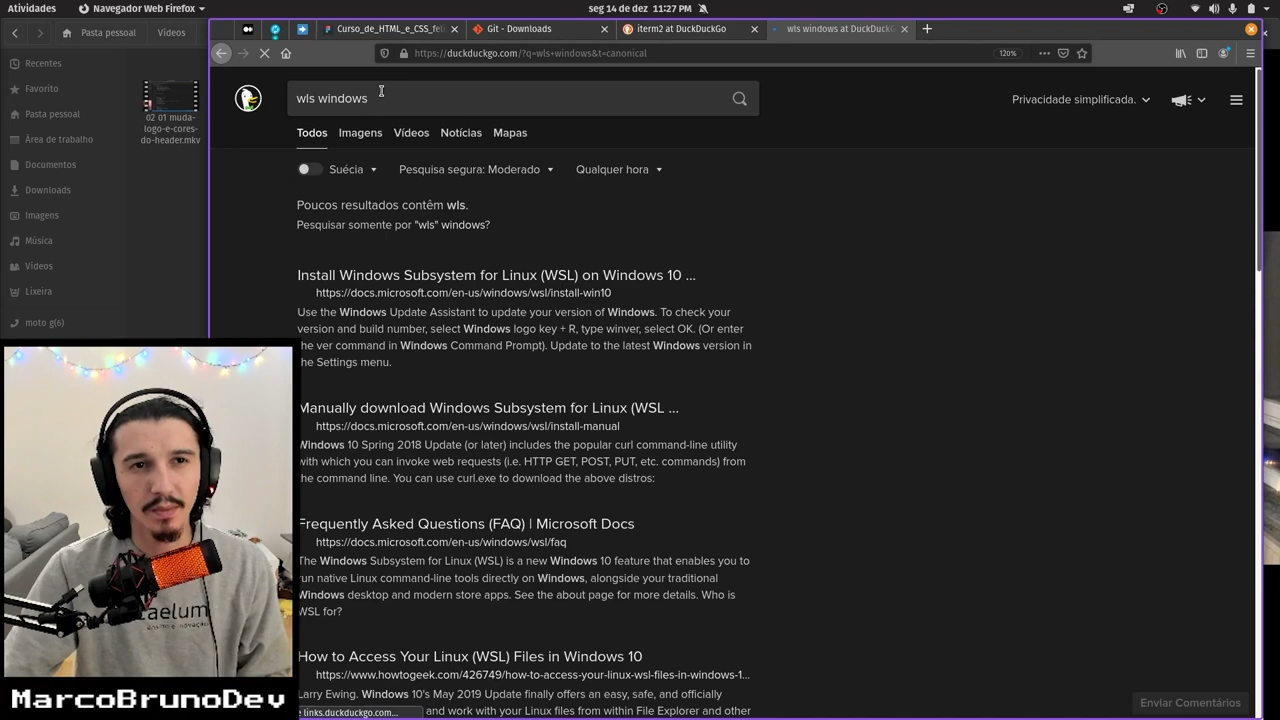 Atividades
Navegador Web Firefox
seg 14 de dez 11:27 PM
Pasta pessoal
Vídeos
Recentes
Favorito
Pasta pessoal
Área de trabalho
Documentos
Downloads
Imagens
Música
Vídeos
Lixeira
moto g(6)
02 01 muda-
logo-e-cores-
do-header.mkv
Curso_de_HTML_e_CSS_feli
Git - Downloads
iterm2 at DuckDuckGo
wls windows at DuckDuckG
https://duckduckgo.com/?q=wls+windows&t=canonical
120%
wls windows
Privacidade simplificada.
Todos
Imagens
Vídeos
Notícias
Mapas
Suécia
Pesquisa segura: Moderado
Qualquer hora
Poucos resultados contêm wls.
Pesquisar somente por "wls" windows?
Install Windows Subsystem for Linux (WSL) on Windows 10 ...
https://docs.microsoft.com/en-us/windows/wsl/install-win10
Use the Windows Update Assistant to update your version of Windows. To check your
version and build number, select Windows logo key + R, type winver, select OK. (Or enter
the ver command in Windows Command Prompt). Update to the latest Windows version in
the Settings menu.
Manually download Windows Subsystem for Linux (WSL ...
https://docs.microsoft.com/en-us/windows/wsl/install-manual
Windows 10 Spring 2018 Update (or later) includes the popular curl command-line utility
with which you can invoke web requests (i.e. HTTP GET, POST, PUT, etc. commands) from
the command line. You can use curl.exe to download the above distros:
Frequently Asked Questions (FAQ) | Microsoft Docs
https://docs.microsoft.com/en-us/windows/wsl/faq
The Windows Subsystem for Linux (WSL) is a new Windows 10 feature that enables you to
run native Linux command-line tools directly on Windows, alongside your traditional
Windows desktop and modern store apps. See the about page for more details. Who is
WSL for?
How to Access Your Linux (WSL) Files in Windows 10
https://www.howtogeek.com/426749/how-to-access-your-linux-wsl-files-in-windows-1...
Larry Ewing. Windows 10's May 2019 Update finally offers an easy, safe, and officially
and work with your Linux files from within File Explorer and other
links.duckduckgo.com...
Enviar Comentários
caelum
ensino e inovação
MarcoBrunoDev